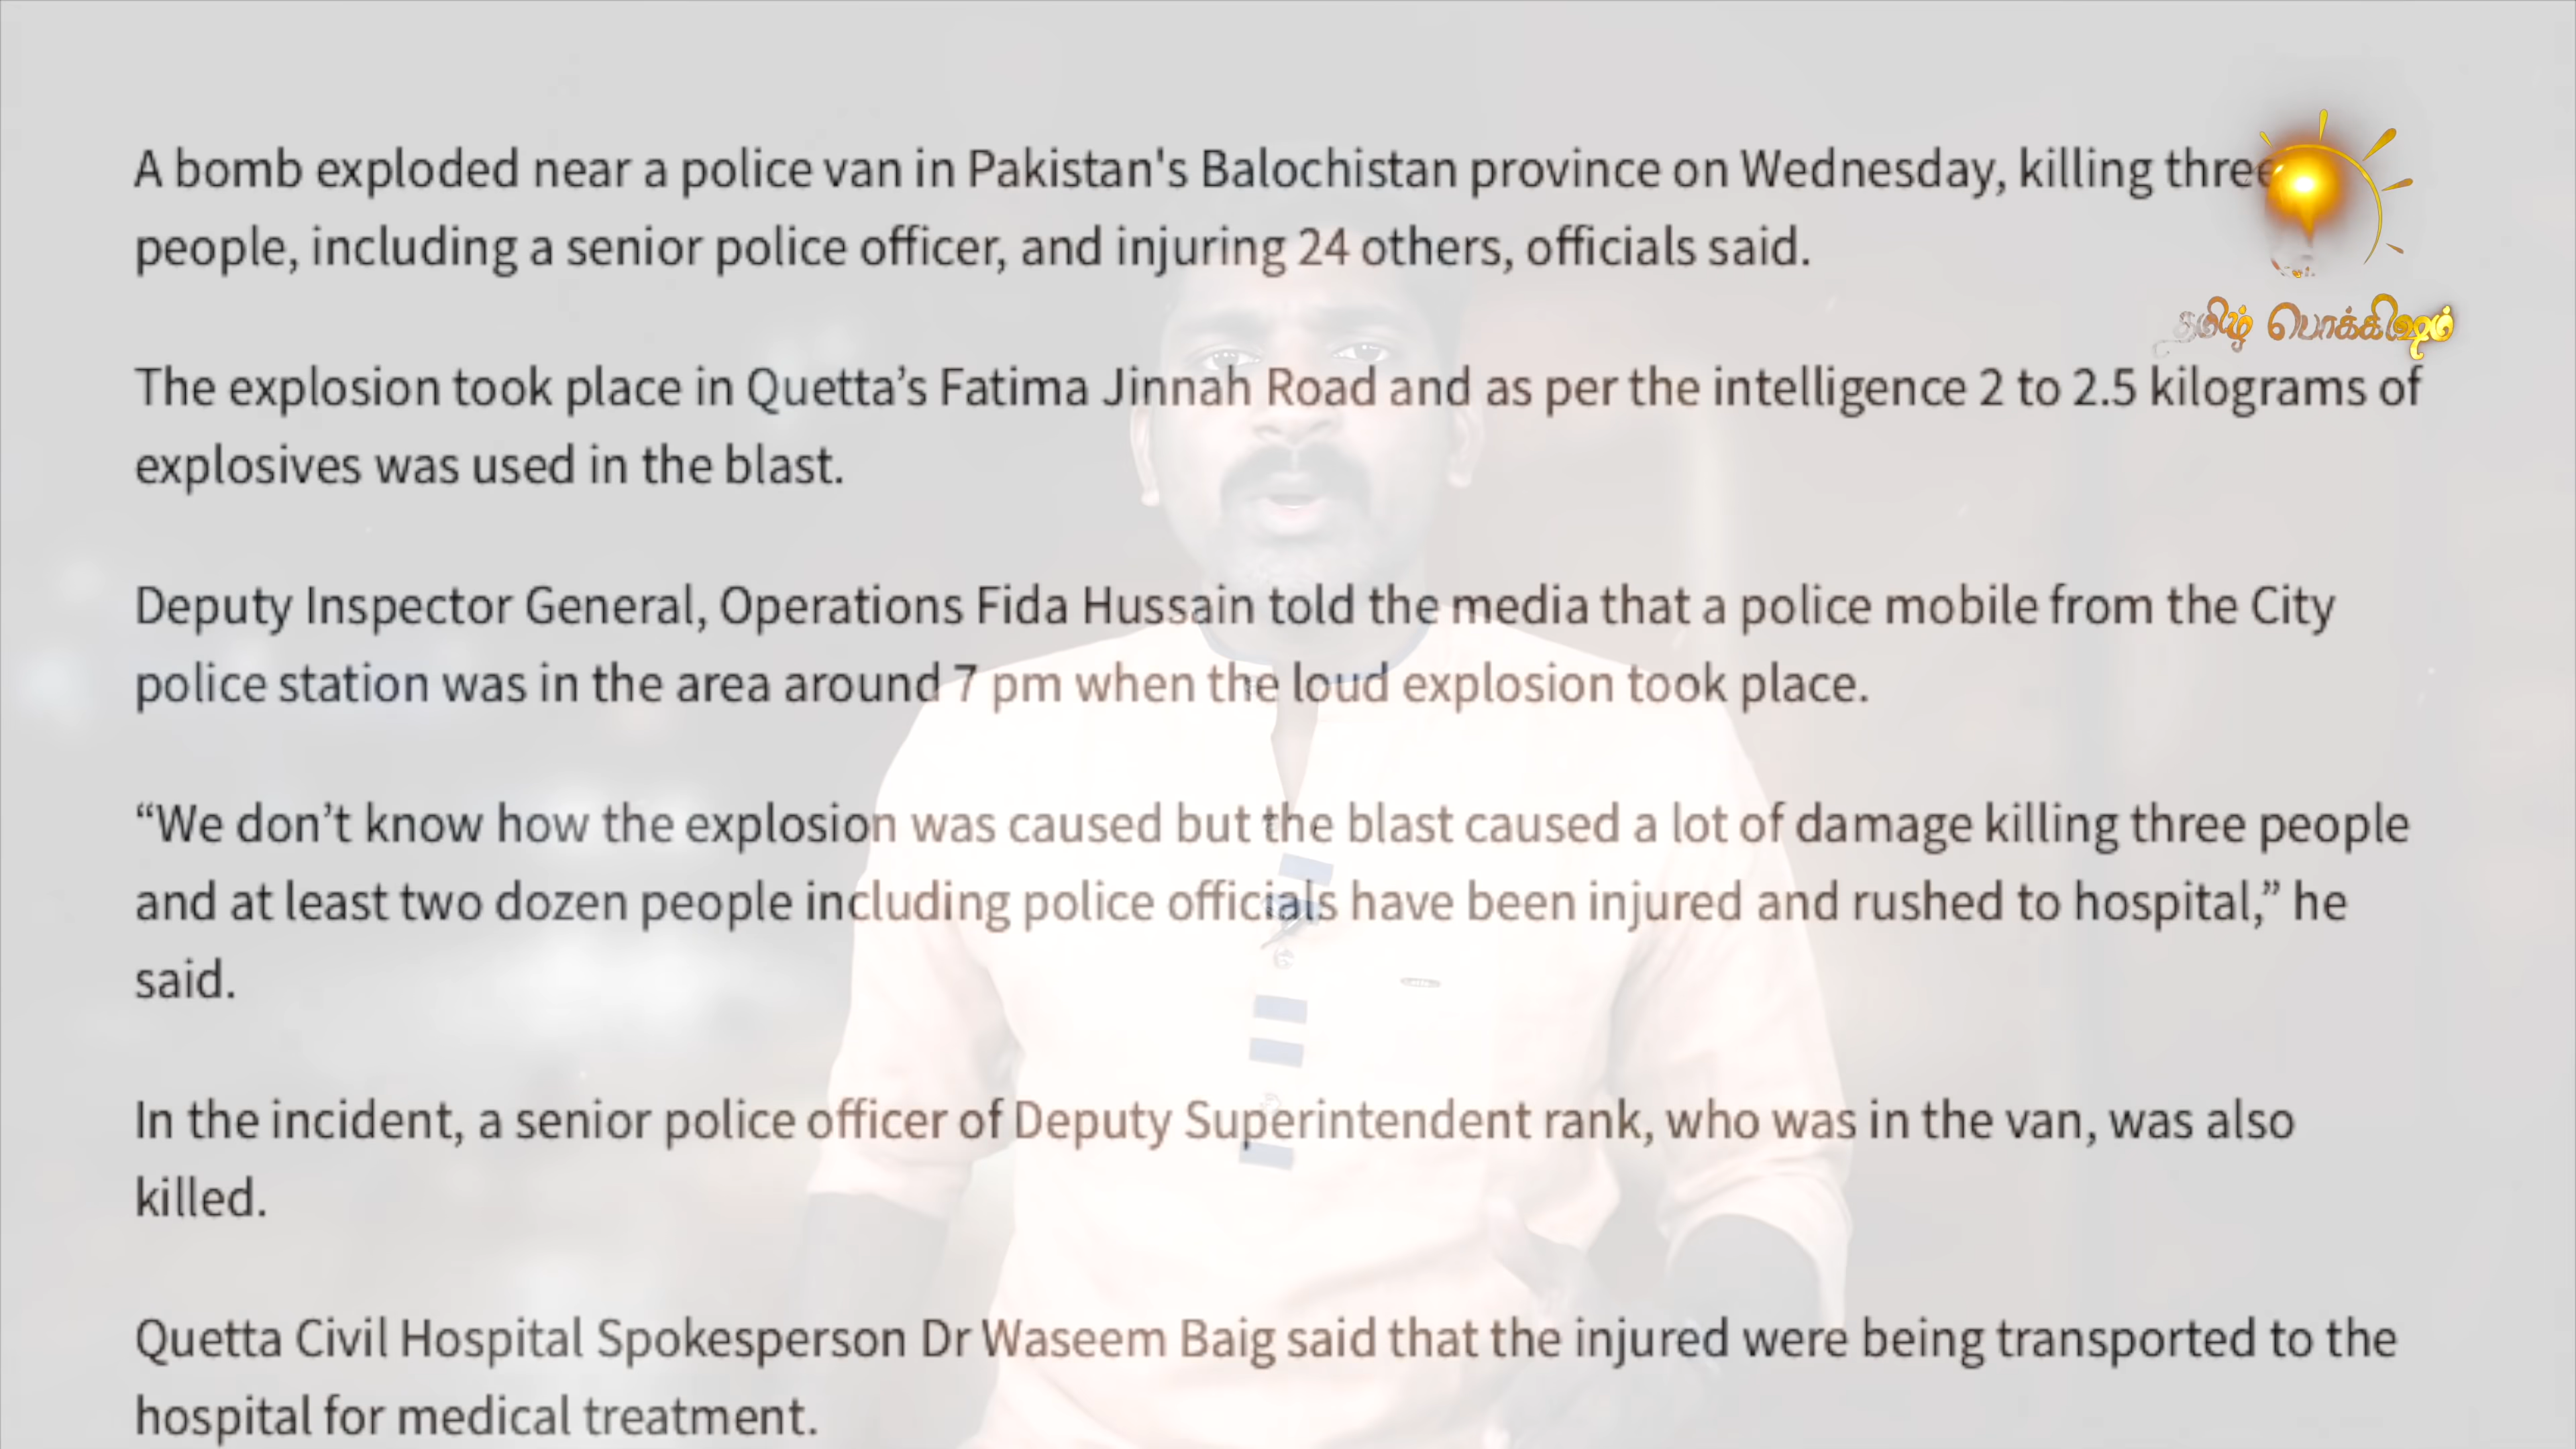 A bomb exploded near a police van in Pakistan's Balochistan province on Wednesday, killing three
people, including a senior police officer, and injuring 24 others, officials said.
தமிழ் பொக்கிஷம்
The explosion took place in Quetta’s Fatima Jinnah Road and as per the intelligence 2 to 2.5 kilograms of
explosives was used in the blast.
Deputy Inspector General, Operations Fida Hussain told the media that a police mobile from the City
police station was in the area around 7 pm when the loud explosion took place.
“We don’t know how the explosion was caused but the blast caused a lot of damage killing three people
and at least two dozen people including police officials have been injured and rushed to hospital,” he
said.
In the incident, a senior police officer of Deputy Superintendent rank, who was in the van, was also
killed.
Quetta Civil Hospital Spokesperson Dr Waseem Baig said that the injured were being transported to the
hospital for medical treatment.